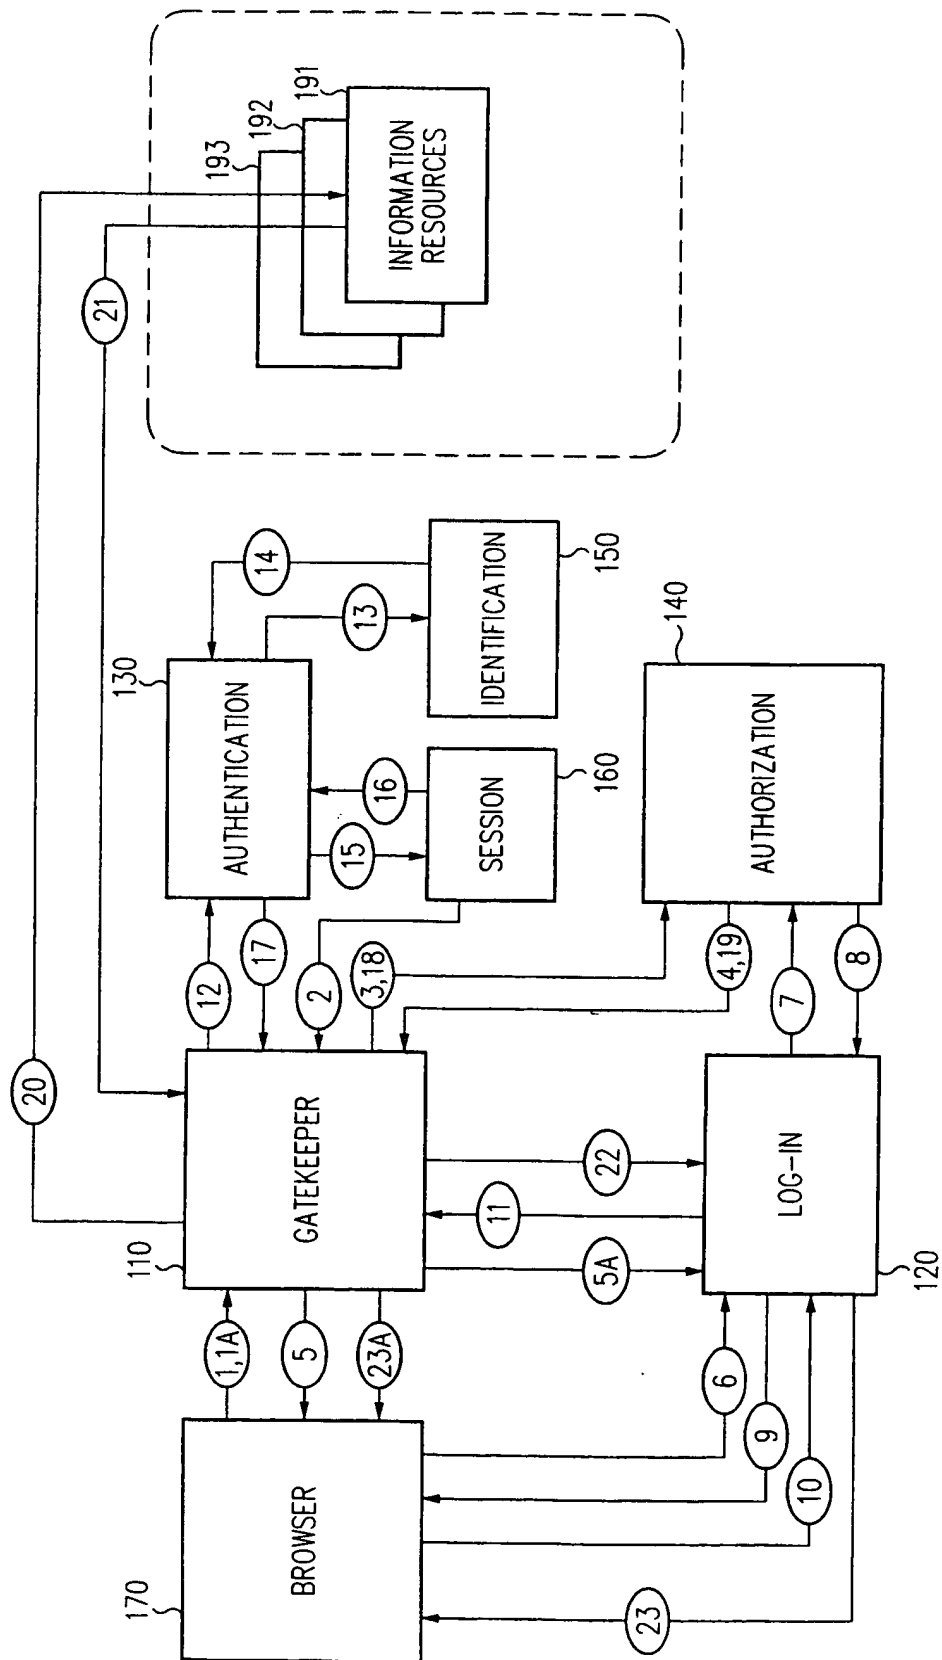 20
21
193
192
191
INFORMATION
RESOURCES
130
AUTHENTICATION
14
13
IDENTIFICATION
150
12
17
15
16
SESSION
160
2
3,18
4,19
140
AUTHORIZATION
110
GATEKEEPER
22
11
5A
7
8
LOG-IN
120
1,1A
5
23A
170
BROWSER
6
9
10
23